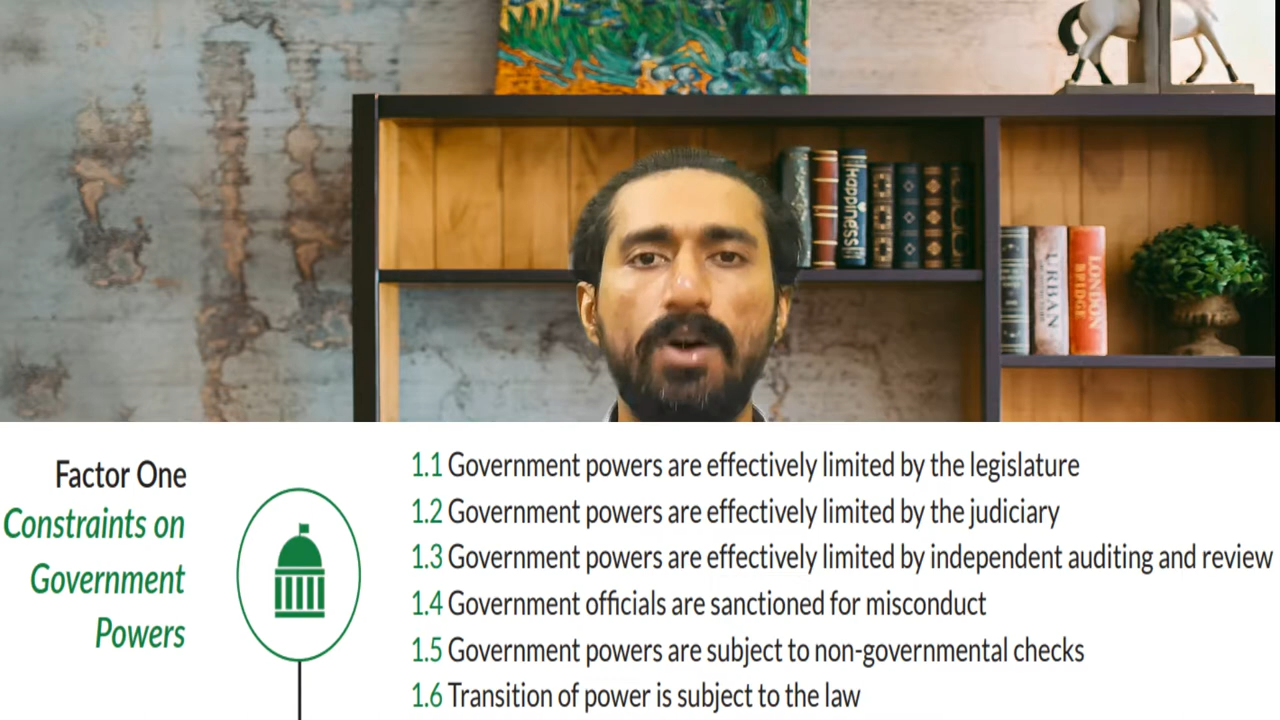 Happiness
URBAN
LONDON
BRIDGE
Factor One
Constraints on
Government
Powers
1.1 Government powers are effectively limited by the legislature
1.2 Government powers are effectively limited by the judiciary
1.3 Government powers are effectively limited by independent auditing and review
1.4 Government officials are sanctioned for misconduct
1.5 Government powers are subject to non-governmental checks
1.6 Transition of power is subject to the law